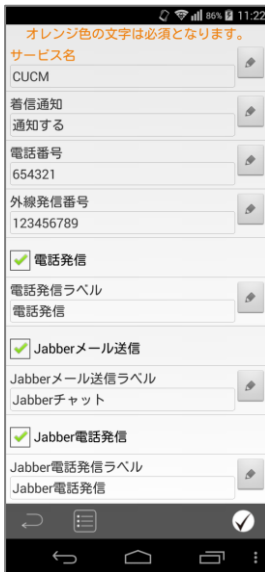 86% 11:22
オレンジ色の文字は必須となります。
サービス名
CUCM
着信通知
通知する
電話番号
654321
外線発信番号
123456789
電話発信
電話発信ラベル
電話発信
Jabberメール送信
Jabberメール送信ラベル
Jabberチャット
Jabber電話発信
Jabber電話発信ラベル
Jabber電話発信